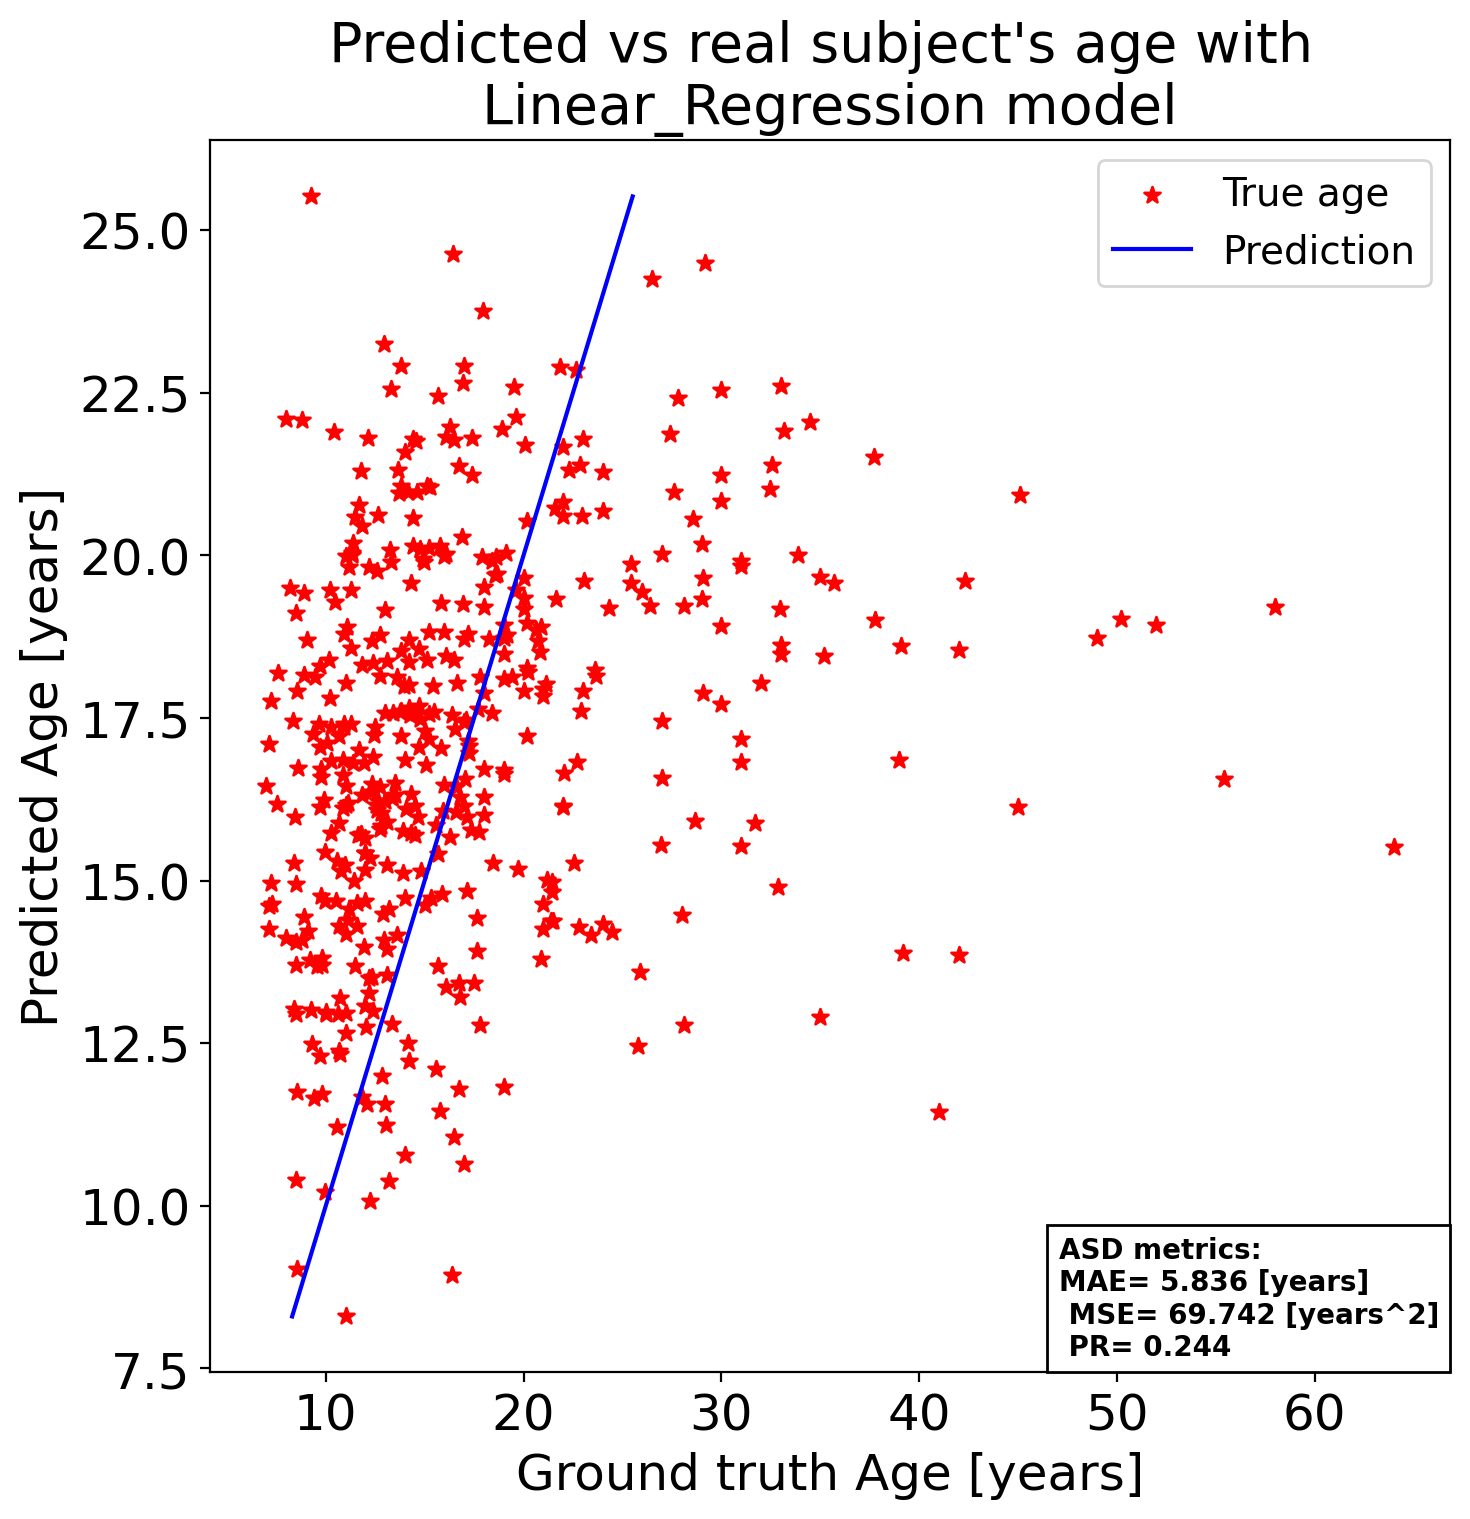 Predicted vs real subject's age with
Linear_Regression model
True age
Prediction
25.0
22.5
20.0
17.5
15.0
12.5
10.0
7.5
Predicted Age [years]
ASD metrics:
MAE= 5.836 [years]
MSE= 69.742 [years^2]
PR= 0.244
10 20 30 40 50 60
Ground truth Age [years]